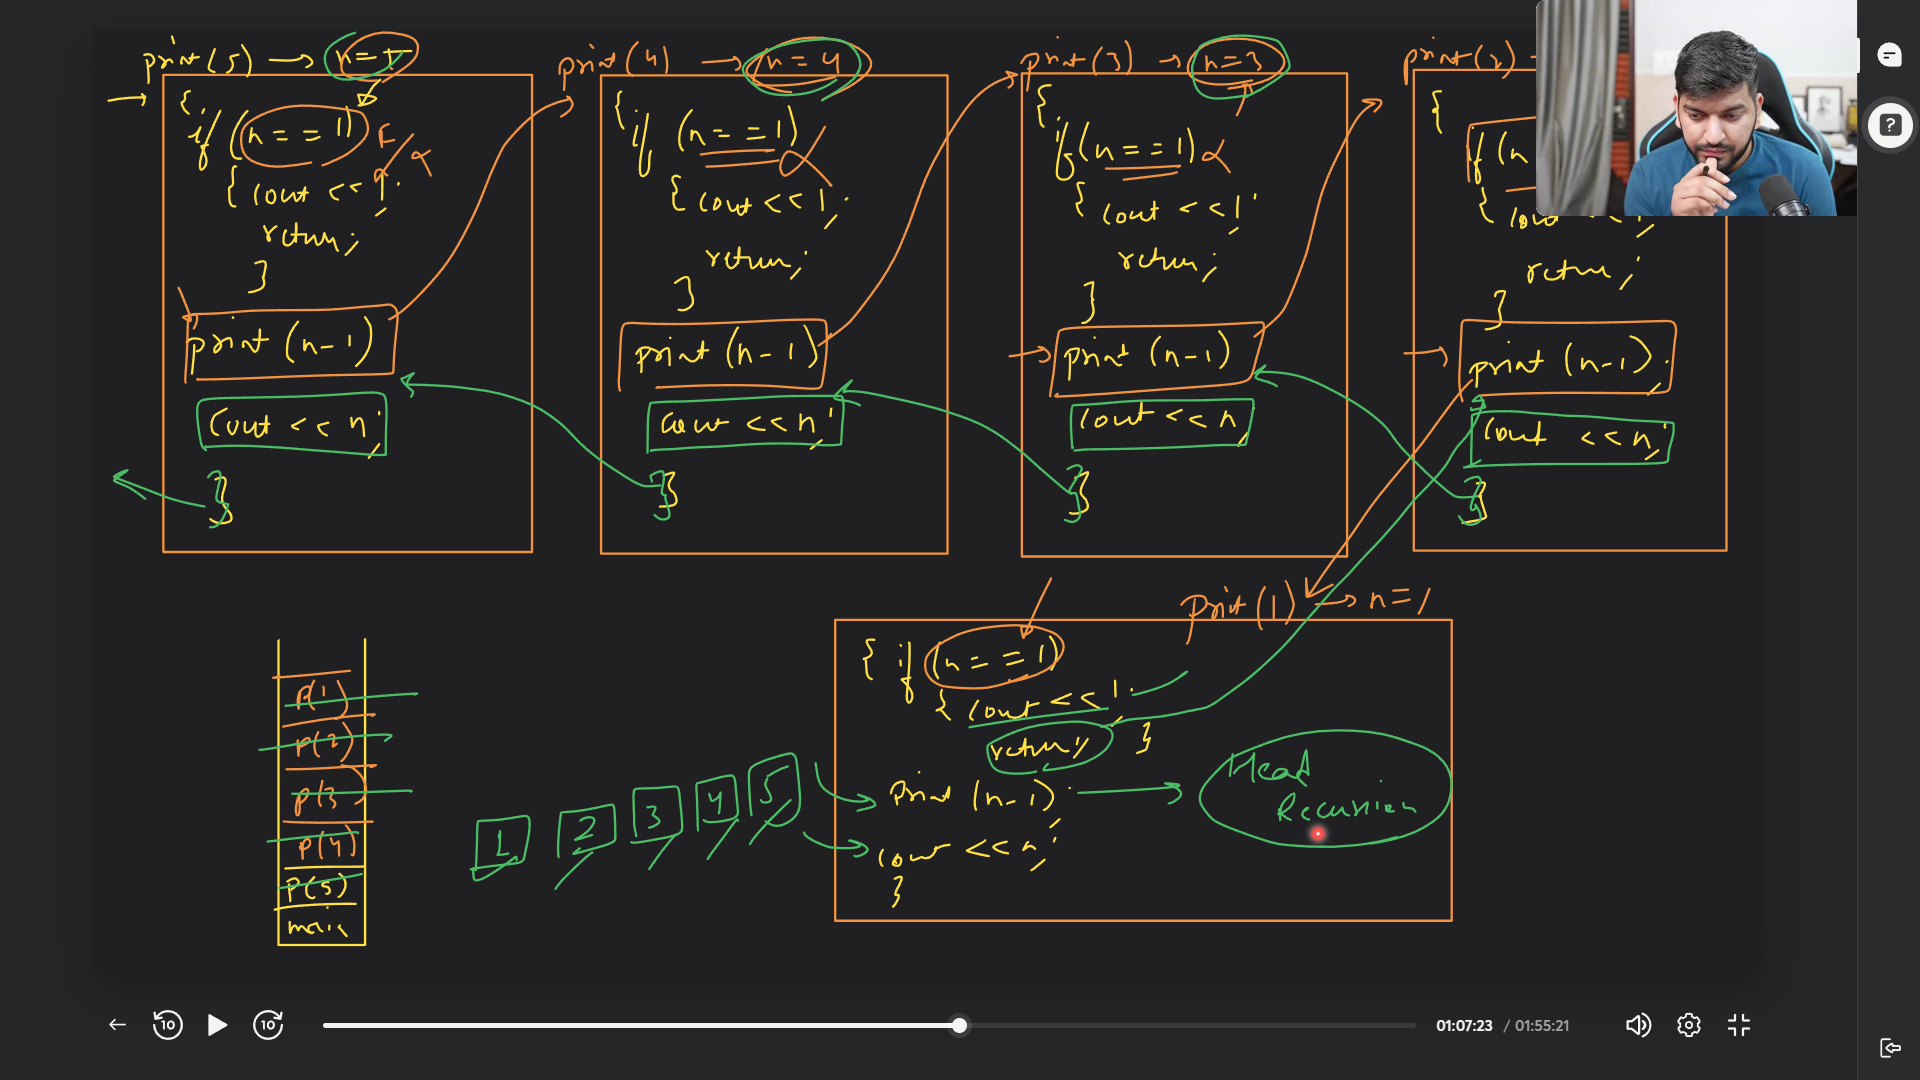 print(5) → n=5
{
if (n==1) F
{ cout << 1;
return;
}
print (n-1)
cout << n;
}
print(4) → n=4
{
if (n==1)
{ cout << 1;
return;
}
print (n-1)
cout << n;
}
print(3) → n=3
{
if (n==1)
{ cout << 1;
return;
}
print (n-1)
cout << n;
}
print(2)
{
if (n
{ cout << 1;
return;
}
print (n-1);
cout << n;
}
print(1) → n=1
{ if (n==1)
{ cout << 1;
return; }
print (n-1);
cout << n;
}
Head
Recursion
P(1)
P(2)
P(3)
P(4)
P(5)
main
1 2 3 4 5
10
10
01:07:23 / 01:55:21